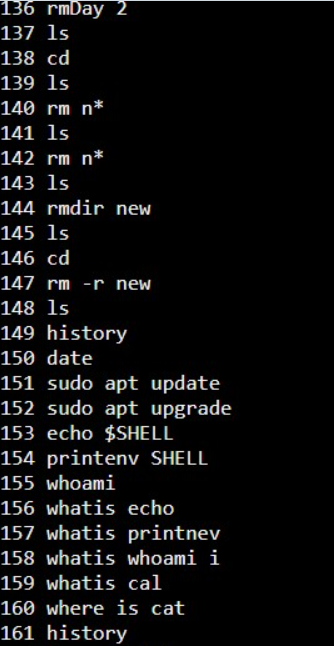 136 rmDay 2
137 ls
138 cd
139 ls
140 rm n*
141 ls
142 rm n*
143 ls
144 rmdir new
145 ls
146 cd
147 rm -r new
148 ls
149 history
150 date
151 sudo apt update
152 sudo apt upgrade
153 echo $SHELL
154 printenv SHELL
155 whoami
156 whatis echo
157 whatis printnev
158 whatis whoami i
159 whatis cal
160 where is cat
161 history